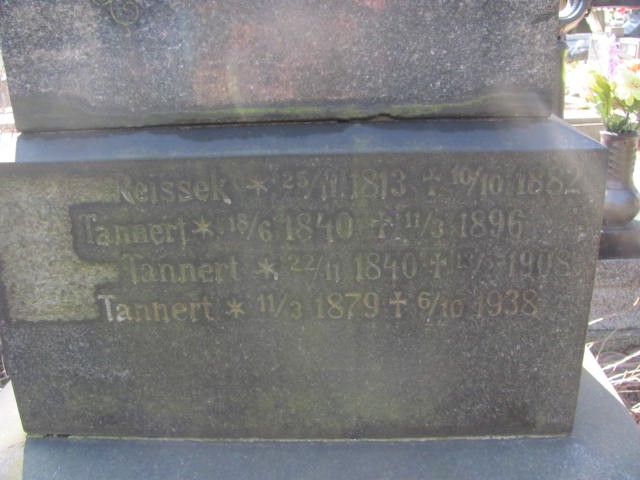 Reissek * 25/11 1813 † 10/10 1882
Tannert * 18/6 1840 † 11/3 1896
Tannert * 22/11 1840 † 1908
Tannert * 11/3 1879 † 6/10 1938